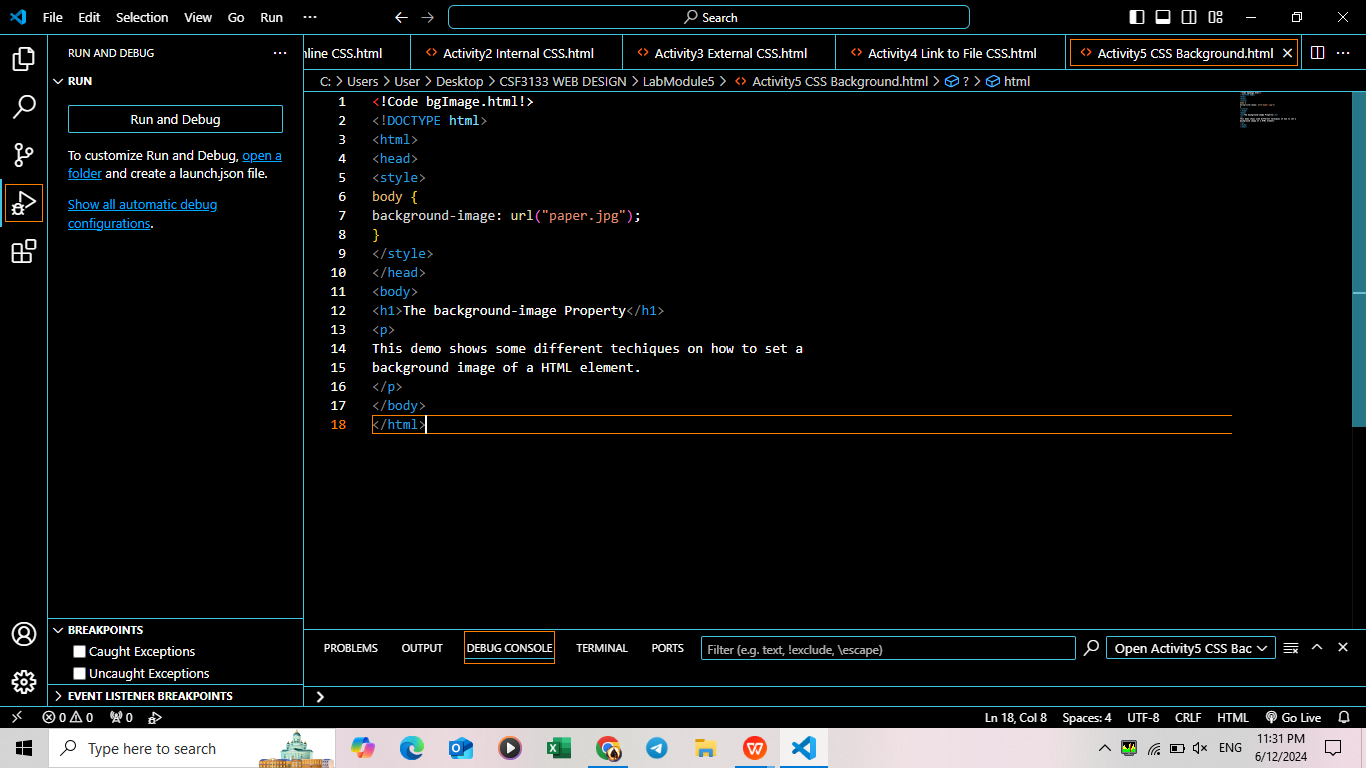 File Edit Selection View Go Run ··· Search
RUN AND DEBUG ···
nline CSS.html Activity2 Internal CSS.html Activity3 External CSS.html Activity4 Link to File CSS.html Activity5 CSS Background.html ···
C: > Users > User > Desktop > CSF3133 WEB DESIGN > LabModule5 > Activity5 CSS Background.html > ? > html
RUN
Run and Debug
To customize Run and Debug, open a
folder and create a launch.json file.
Show all automatic debug
configurations.
1 <!Code bgImage.html!>
2 <!DOCTYPE html>
3 <html>
4 <head>
5 <style>
6 body {
7 background-image: url("paper.jpg");
8 }
9 </style>
10 </head>
11 <body>
12 <h1>The background-image Property</h1>
13 <p>
14 This demo shows some different techiques on how to set a
15 background image of a HTML element.
16 </p>
17 </body>
18 </html>
BREAKPOINTS
Caught Exceptions
Uncaught Exceptions
EVENT LISTENER BREAKPOINTS
PROBLEMS OUTPUT DEBUG CONSOLE TERMINAL PORTS Filter (e.g. text, !exclude, \escape) Open Activity5 CSS Bac
>
0 0 0 Ln 18, Col 8 Spaces: 4 UTF-8 CRLF HTML Go Live
Type here to search ENG 11:31 PM
6/12/2024